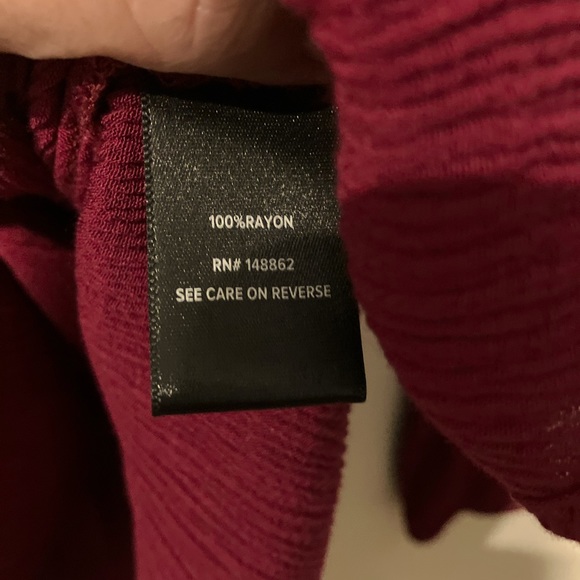 100%RAYON
RN# 148862
SEE CARE ON REVERSE